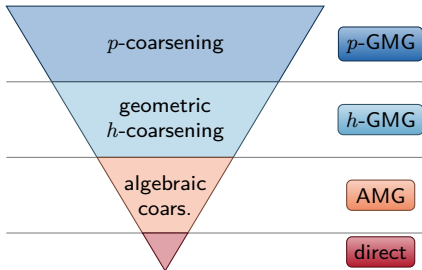 p-coarsening
p-GMG
geometric
h-coarsening
h-GMG
algebraic
coars.
AMG
direct